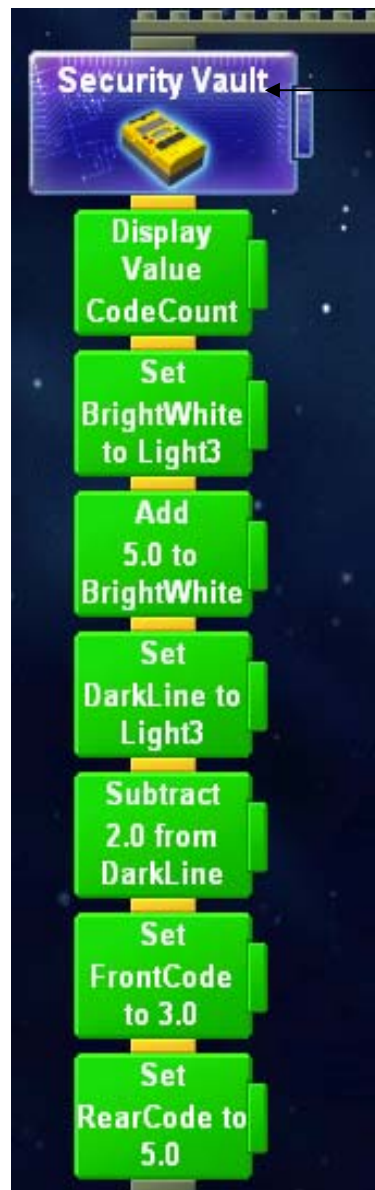 Security Vault
Display
Value
CodeCount
Set
BrightWhite
to Light3
Add
5.0 to
BrightWhite
Set
DarkLine to
Light3
Subtract
2.0 from
DarkLine
Set
FrontCode
to 3.0
Set
RearCode to
5.0